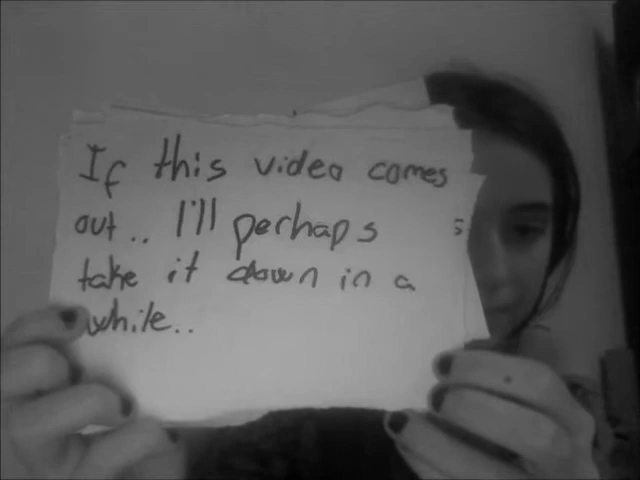 If this video comes
out.. I'll perhaps
take it down in a
while..